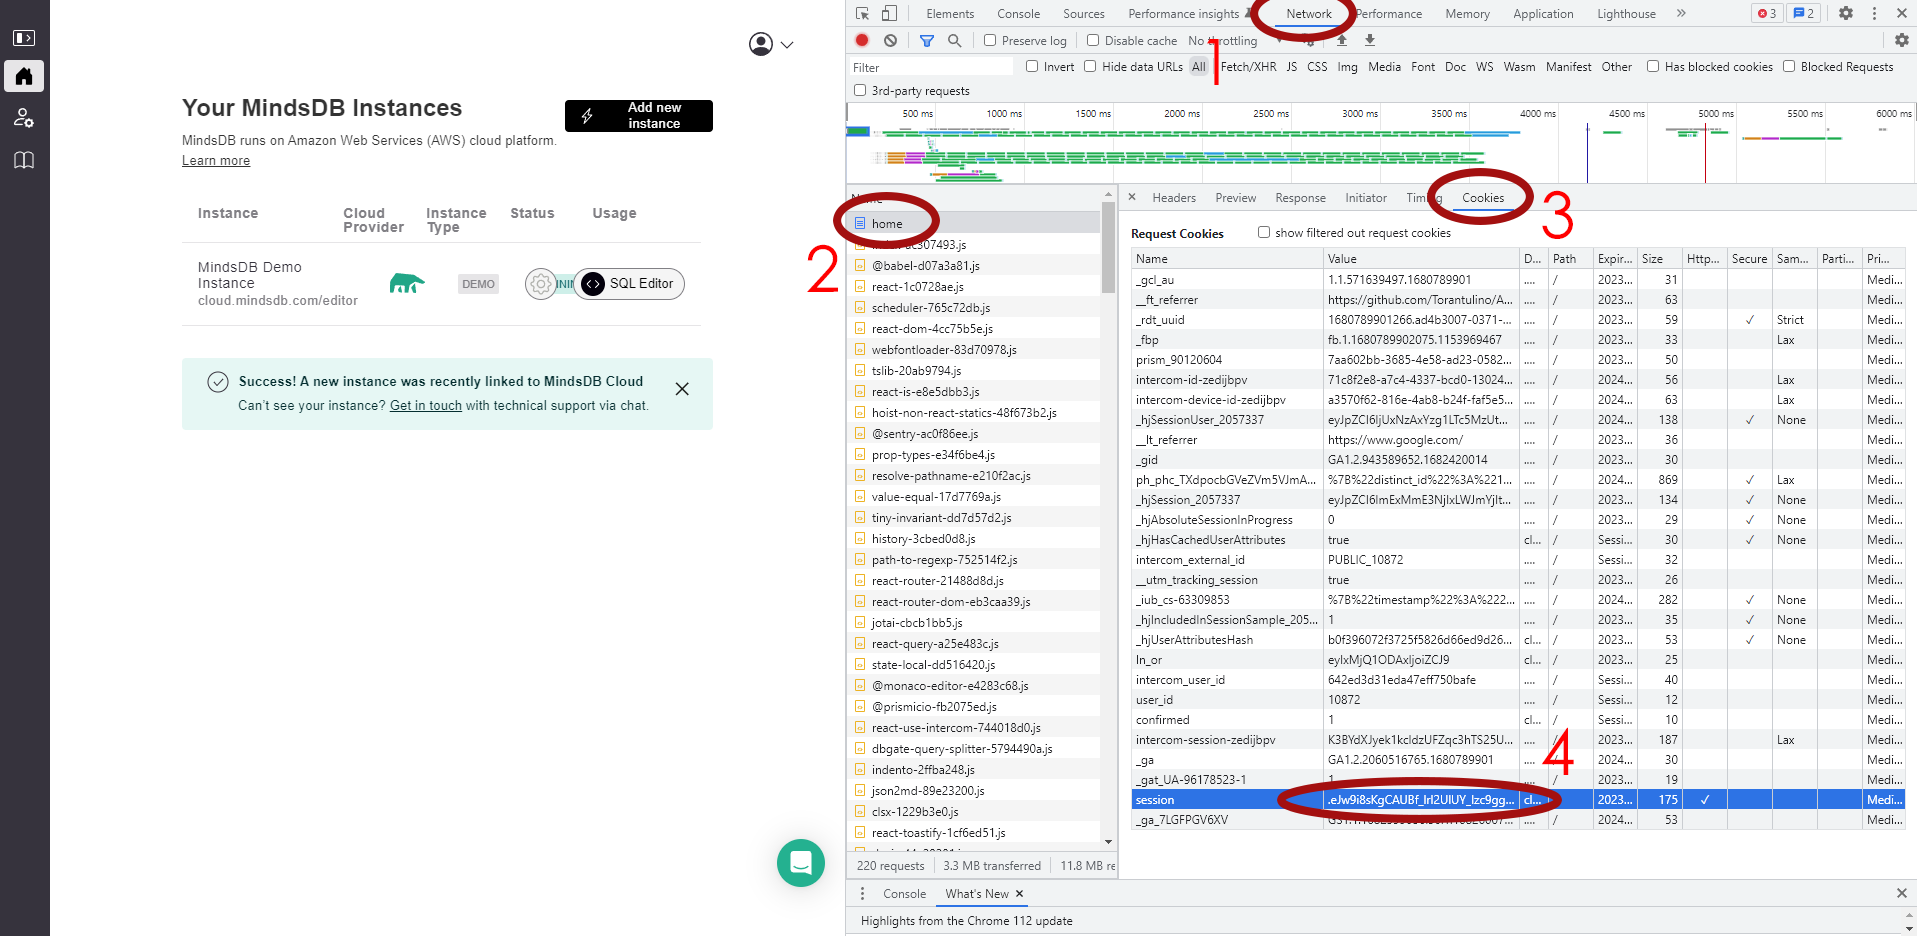 Your MindsDB Instances
Add new instance
MindsDB runs on Amazon Web Services (AWS) cloud platform.
Learn more
Instance Cloud Provider Instance Type Status Usage
MindsDB Demo Instance
cloud.mindsdb.com/editor
DEMO
SQL Editor
Success! A new instance was recently linked to MindsDB Cloud
Can't see your instance? Get in touch with technical support via chat.
Elements Console Sources Performance insights Network Performance Memory Application Lighthouse » 3 2
Preserve log Disable cache No throttling
1
Filter Invert Hide data URLs All Fetch/XHR JS CSS Img Media Font Doc WS Wasm Manifest Other Has blocked cookies Blocked Requests
3rd-party requests
500 ms 1000 ms 1500 ms 2000 ms 2500 ms 3000 ms 3500 ms 4000 ms 4500 ms 5000 ms 5500 ms 6000 ms
Name
home
2
@babel-d07a3a81.js
react-1c0728ae.js
scheduler-765c72db.js
react-dom-4cc75b5e.js
webfontloader-83d70978.js
tslib-20ab9794.js
react-is-e8e5dbb3.js
hoist-non-react-statics-48f673b2.js
@sentry-ac0f86ee.js
prop-types-e34f6be4.js
resolve-pathname-e210f2ac.js
value-equal-17d7769a.js
tiny-invariant-dd7d57d2.js
history-3cbed0d8.js
path-to-regexp-752514f2.js
react-router-21488d8d.js
react-router-dom-eb3caa39.js
jotai-cbcb1bb5.js
react-query-a25e483c.js
state-local-dd516420.js
@monaco-editor-e4283c68.js
@prismicio-fb2075ed.js
react-use-intercom-744018d0.js
dbgate-query-splitter-5794490a.js
indento-2ffba248.js
json2md-89e23200.js
clsx-1229b3e0.js
react-toastify-1cf6ed51.js
220 requests 3.3 MB transferred 11.8 MB re
Headers Preview Response Initiator Timing Cookies
3
Request Cookies show filtered out request cookies
Name Value D... Path Expir... Size Http... Secure Sam... Parti... Pri...
_gcl_au 1.1.571639497.1680789901 .... / 2023... 31 Medi...
__ft_referrer https://github.com/Torantulino/A... .... / 2023... 63 Medi...
_rdt_uuid 1680789901266.ad4b3007-0371-... .... / 2023... 59 ✓ Strict Medi...
_fbp fb.1.1680789902075.1153969467 .... / 2023... 33 Lax Medi...
prism_90120604 7aa602bb-3685-4e58-ad23-0582... .... / 2023... 50 Medi...
intercom-id-zedijbpv 71c8f2e8-a7c4-4337-bcd0-13024... .... / 2024... 56 Lax Medi...
intercom-device-id-zedijbpv a3570f62-816e-4ab8-b24f-faf5e5... .... / 2024... 63 Lax Medi...
_hjSessionUser_2057337 eyJpZCI6IjUxNzAxYzg1LTc5MzUt... .... / 2024... 138 ✓ None Medi...
__lt_referrer https://www.google.com/ .... / 2023... 36 Medi...
_gid GA1.2.943589652.1682420014 .... / 2023... 30 Medi...
ph_phc_TXdpocbGVeZVm5VJmA... %7B%22distinct_id%22%3A%221... .... / 2024... 869 ✓ Lax Medi...
_hjSession_2057337 eyJpZCI6ImExMmE3NjIxLWJmYjIt... .... / 2023... 134 ✓ None Medi...
_hjAbsoluteSessionInProgress 0 .... / 2023... 29 ✓ None Medi...
_hjHasCachedUserAttributes true cl... / Sessi... 30 ✓ None Medi...
intercom_external_id PUBLIC_10872 .... / Sessi... 32 Medi...
__utm_tracking_session true .... / 2023... 26 Medi...
_iub_cs-63309853 %7B%22timestamp%22%3A%222... .... / 2024... 282 ✓ None Medi...
_hjIncludedInSessionSample_205... 1 .... / 2023... 35 ✓ None Medi...
_hjUserAttributesHash b0f396072f3725f5826d66ed9d26... cl... / 2023... 53 ✓ None Medi...
ln_or eyIxMjQ1ODAxIjoiZCJ9 cl... / 2023... 25 Medi...
intercom_user_id 642ed3d31eda47eff750bafe .... / Sessi... 40 Medi...
user_id 10872 .... / Sessi... 12 Medi...
confirmed 1 cl... / Sessi... 10 Medi...
intercom-session-zedijbpv K3BYdXJyek1kcldzUFZqc3hTS25U... .... / 2023... 187 Lax Medi...
4
_ga GA1.2.2060516765.1680789901 .... / 2024... 30 Medi...
_gat_UA-96178523-1 1 .... / 2023... 19 Medi...
session .eJw9i8sKgCAUBf_Irl2UIUY_Izc9gg... cl... 2023... 175 ✓ Medi...
_ga_7LGFPGV6XV .... / 2024... 53 Medi...
Console What's New
Highlights from the Chrome 112 update